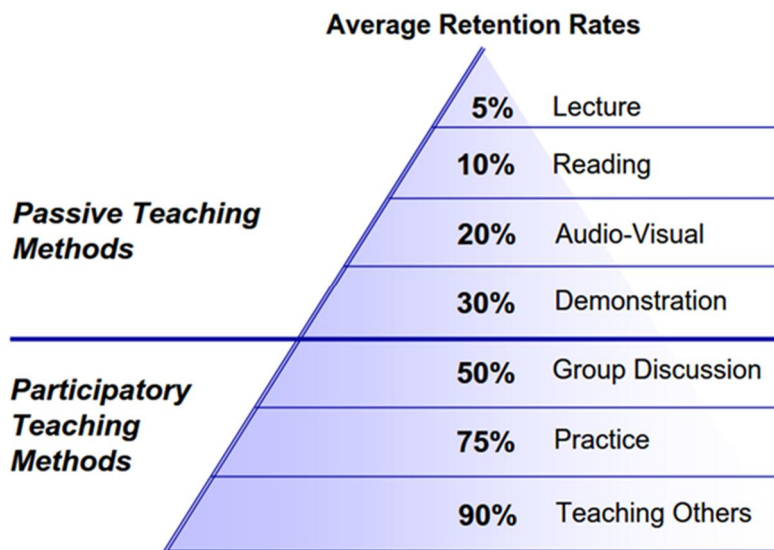 Average Retention Rates
5% Lecture
10% Reading
Passive Teaching
Methods
20% Audio-Visual
30% Demonstration
50% Group Discussion
Participatory
Teaching
Methods
75% Practice
90% Teaching Others